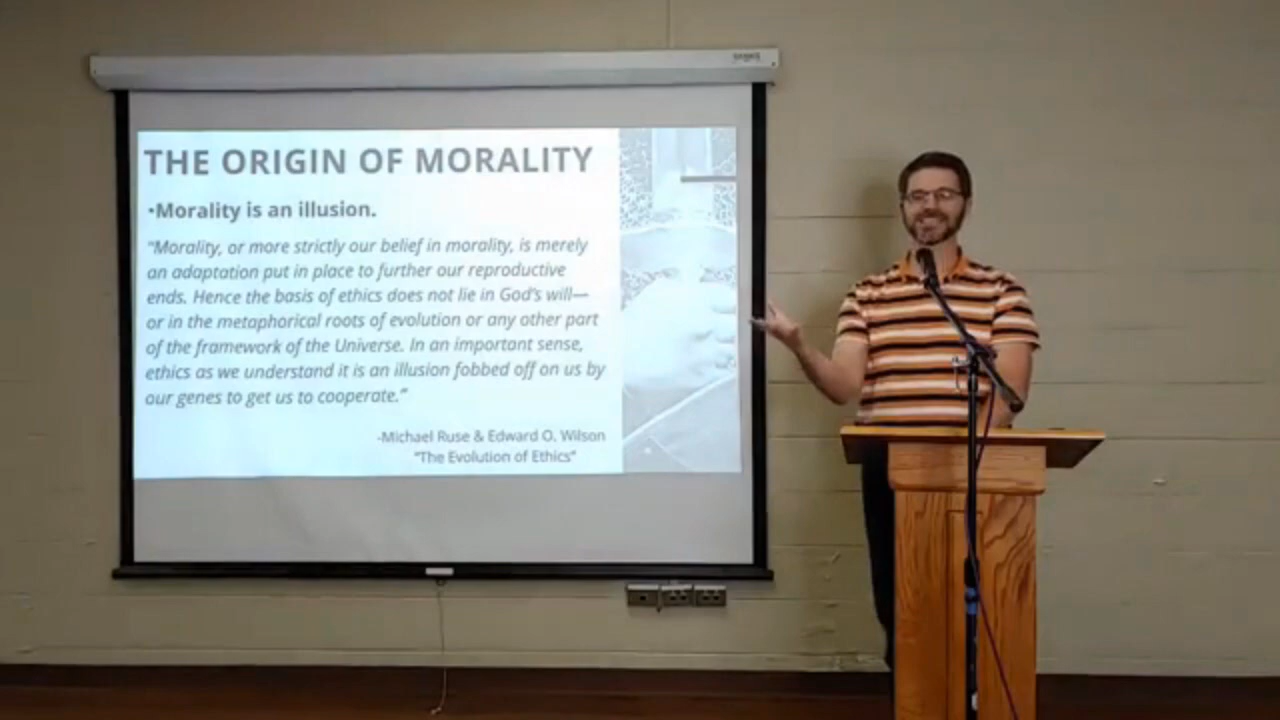 THE ORIGIN OF MORALITY
•Morality is an illusion.
"Morality, or more strictly our belief in morality, is merely
an adaptation put in place to further our reproductive
ends. Hence the basis of ethics does not lie in God's will—
or in the metaphorical roots of evolution or any other part
of the framework of the Universe. In an important sense,
ethics as we understand it is an illusion fobbed off on us by
our genes to get us to cooperate."
-Michael Ruse & Edward O. Wilson
"The Evolution of Ethics"